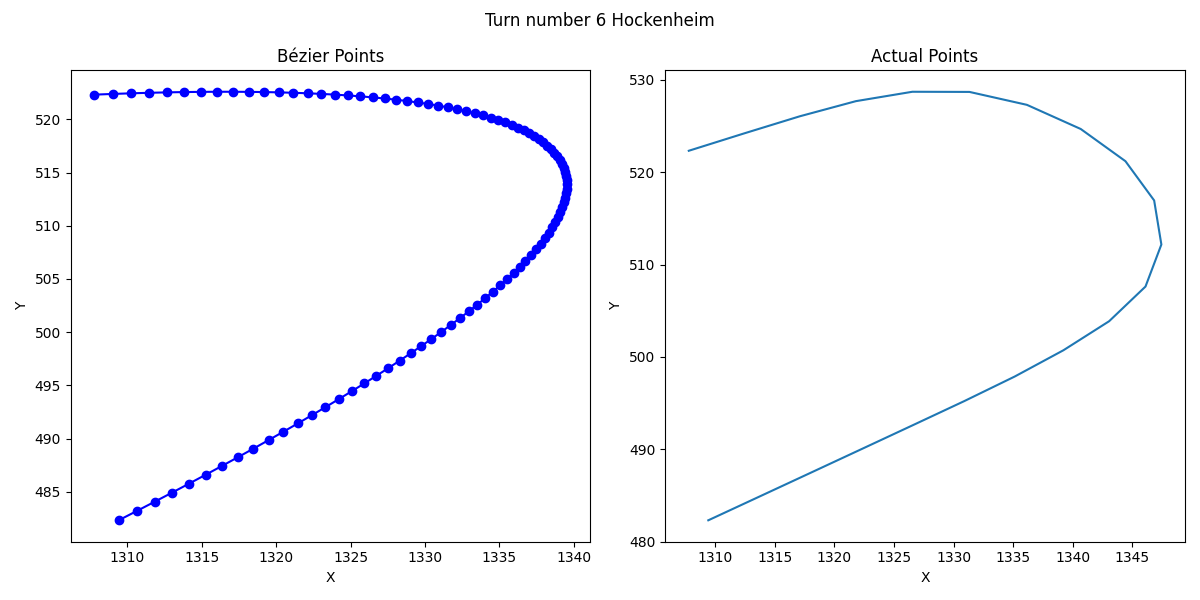 Turn number 6 Hockenheim
Bézier Points
Y
520
515
510
505
500
495
490
485
1310 1315 1320 1325 1330 1335 1340
X
Actual Points
Y
530
520
510
500
490
480
1310 1315 1320 1325 1330 1335 1340 1345
X